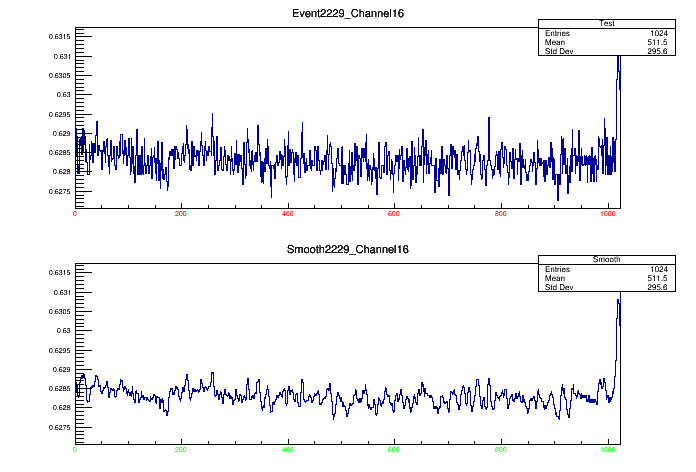 Event2229_Channel16
Test
Entries 1024
Mean 511.5
Std Dev 295.6
0.6315
0.631
0.6305
0.63
0.6295
0.629
0.6285
0.628
0.6275
0 200 400 600 800 1000
Smooth2229_Channel16
Smooth
Entries 1024
Mean 511.5
Std Dev 295.6
0.6315
0.631
0.6305
0.63
0.6295
0.629
0.6285
0.628
0.6275
0 200 400 600 800 1000